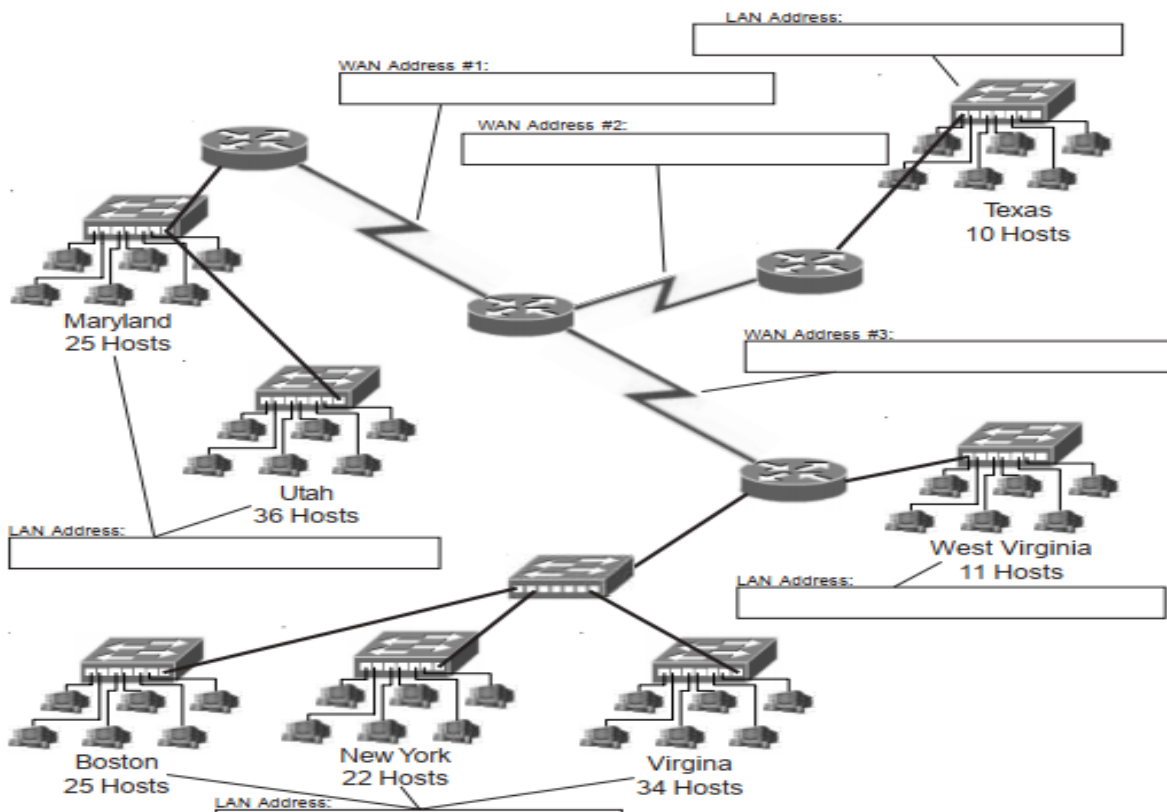 LAN Address:
WAN Address #1:
WAN Address #2:
Texas
10 Hosts
Maryland
25 Hosts
WAN Address #3:
Utah
36 Hosts
LAN Address:
West Virginia
11 Hosts
LAN Address:
Boston
25 Hosts
New York
22 Hosts
Virgina
34 Hosts
LAN Address: